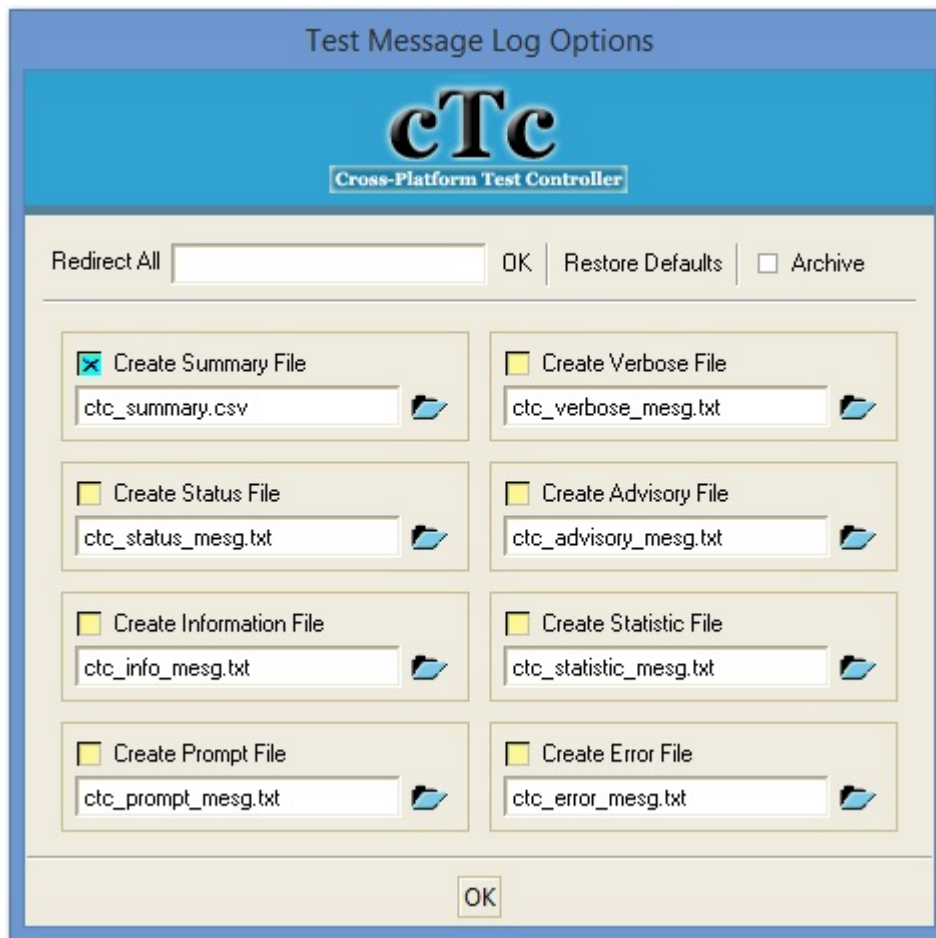 Test Message Log Options
cTc
Cross-Platform Test Controller
Redirect All OK Restore Defaults Archive
Create Summary File
ctc_summary.csv
Create Verbose File
ctc_verbose_mesg.txt
Create Status File
ctc_status_mesg.txt
Create Advisory File
ctc_advisory_mesg.txt
Create Information File
ctc_info_mesg.txt
Create Statistic File
ctc_statistic_mesg.txt
Create Prompt File
ctc_prompt_mesg.txt
Create Error File
ctc_error_mesg.txt
OK